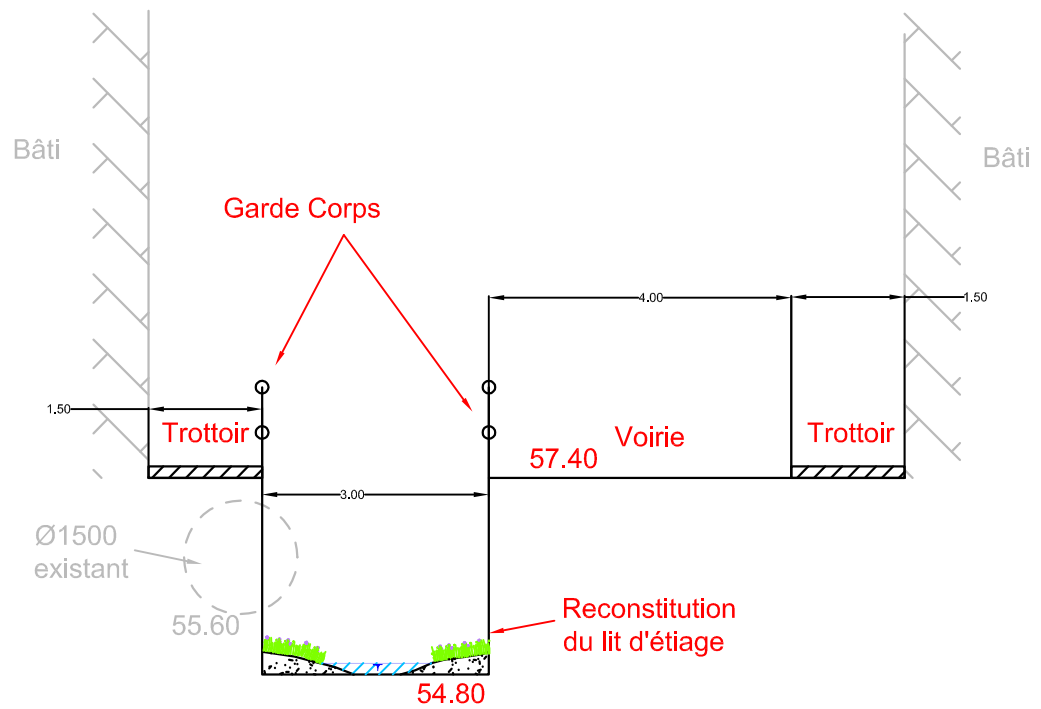 Bâti
Bâti
Garde Corps
4.00
1.50
1.50
Trottoir
Voirie
Trottoir
57.40
3.00
Ø1500
existant
55.60
Reconstitution
du lit d'étiage
54.80